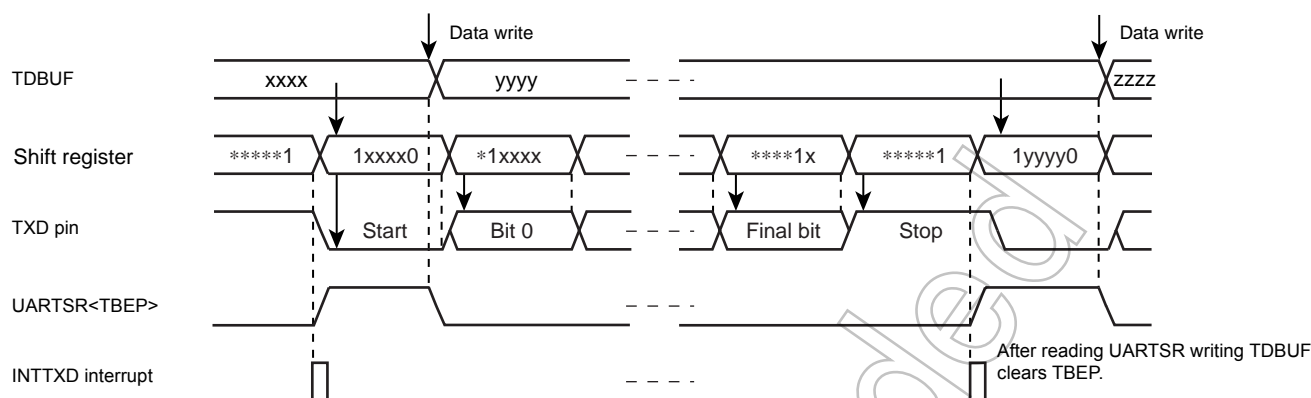 Data write Data write
TDBUF xxxx yyyy zzzz
Shift register *****1 1xxxx0 *1xxxx ****1x *****1 1yyyy0
TXD pin Start Bit 0 Final bit Stop
UARTSR<TBEP>
After reading UARTSR writing TDBUF
INTTXD interrupt clears TBEP.